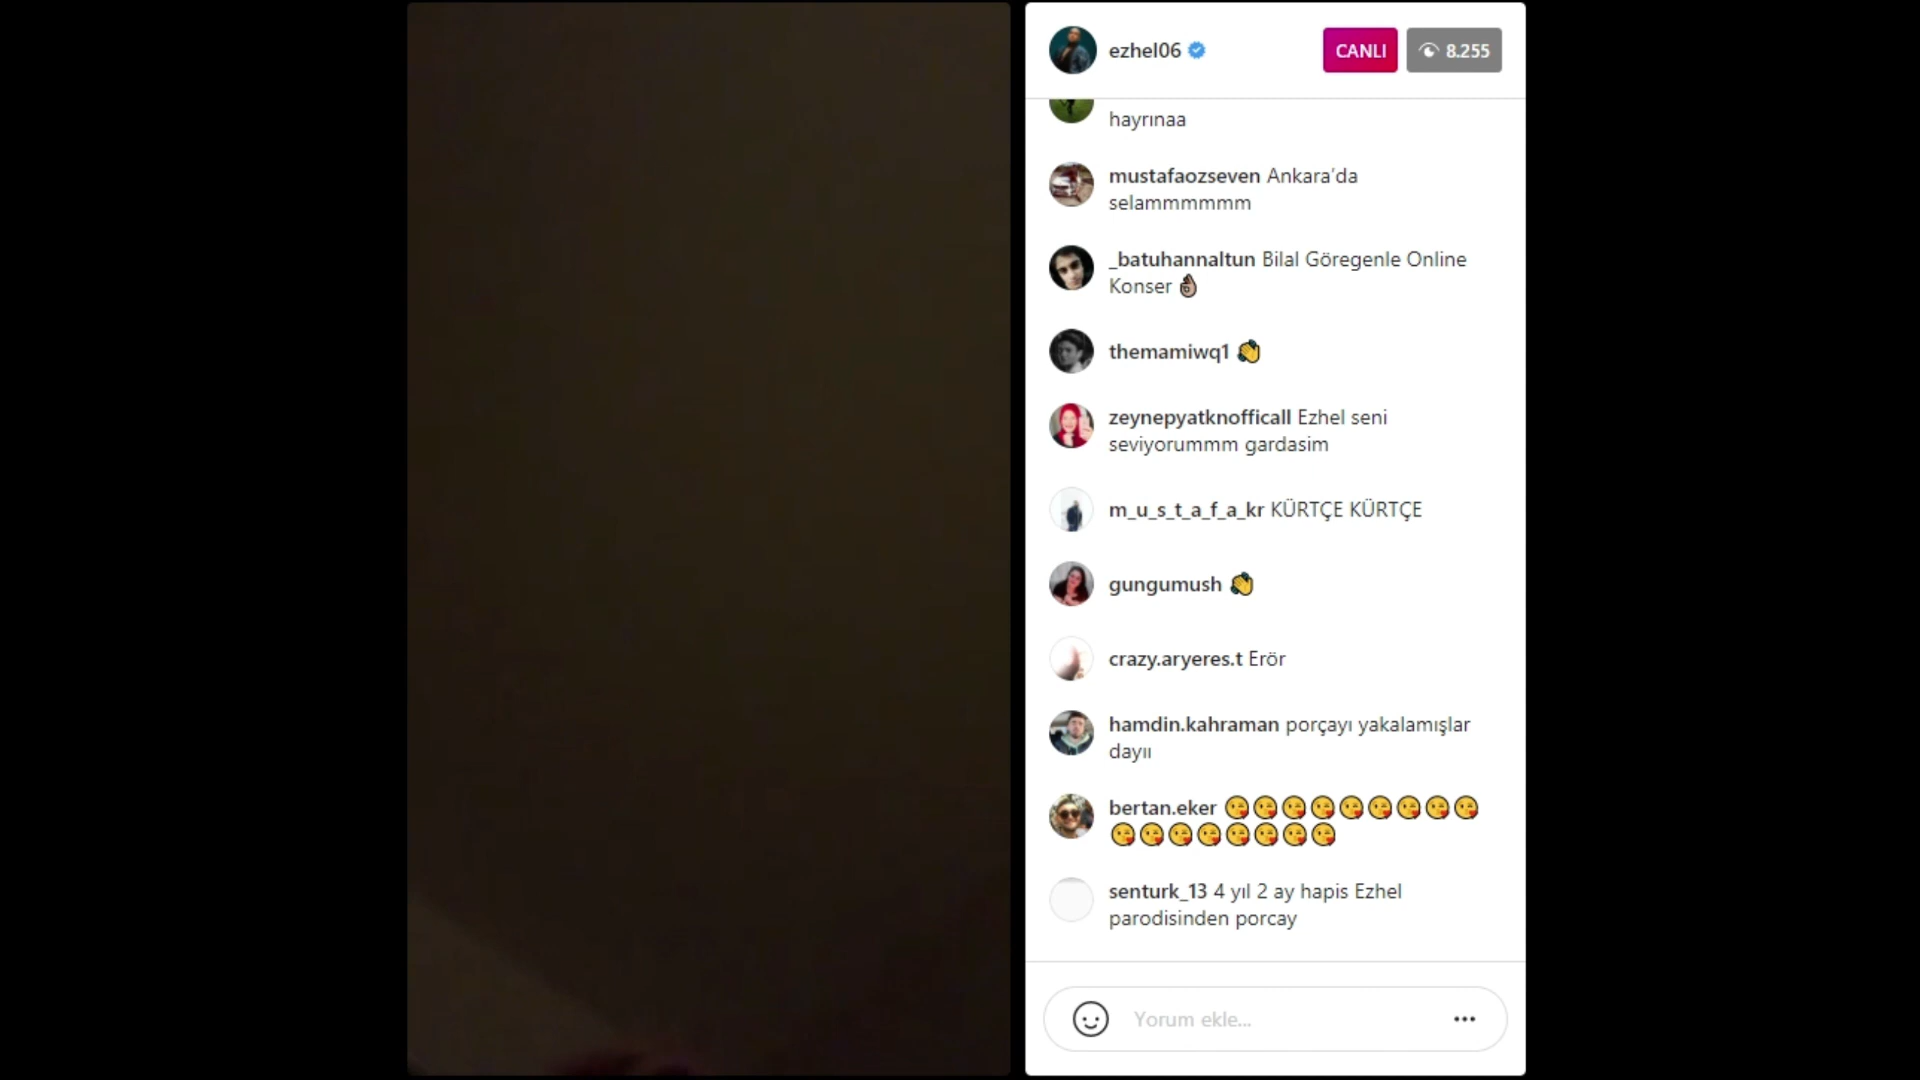 ezhel06
CANLI
8.255
hayrınaa
mustafaozseven Ankara'da
selammmmmm
_batuhannaltun Bilal Göregenle Online
Konser 👌🏽
themamiwq1 👏
zeynepyatknofficall Ezhel seni
seviyorummm gardasim
m_u_s_t_a_f_a_kr KÜRTÇE KÜRTÇE
gungumush 👏
crazy.aryeres.t Erör
hamdin.kahraman porçayı yakalamışlar
dayıı
bertan.eker 😘😘😘😘😘😘😘😘😘
😘😘😘😘😘😘😘😘
senturk_13 4 yıl 2 ay hapis Ezhel
parodisinden porcay
Yorum ekle...